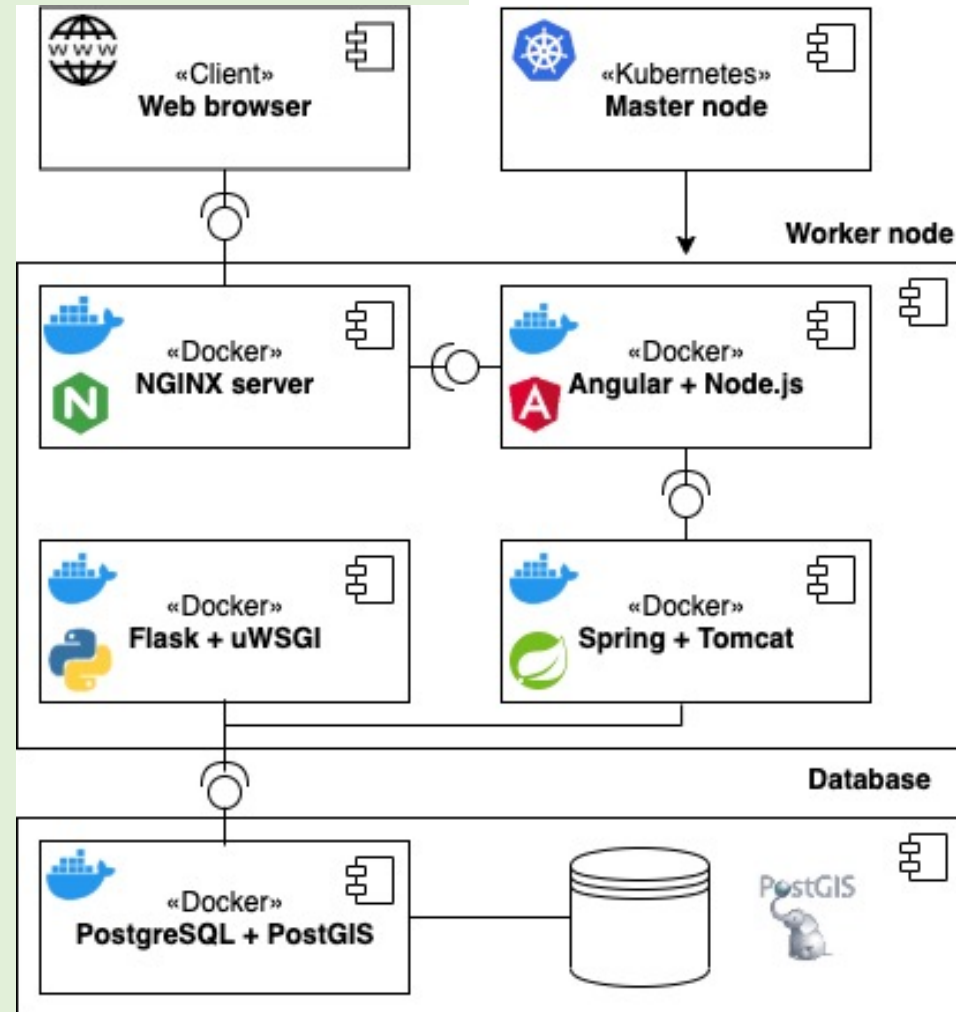 WWW
«Client»
Web browser
«Kubernetes»
Master node
Worker node
«Docker»
NGINX server
N
«Docker»
Angular + Node.js
A
«Docker»
Flask + uWSGI
«Docker»
Spring + Tomcat
Database
«Docker»
PostgreSQL + PostGIS
PostGIS